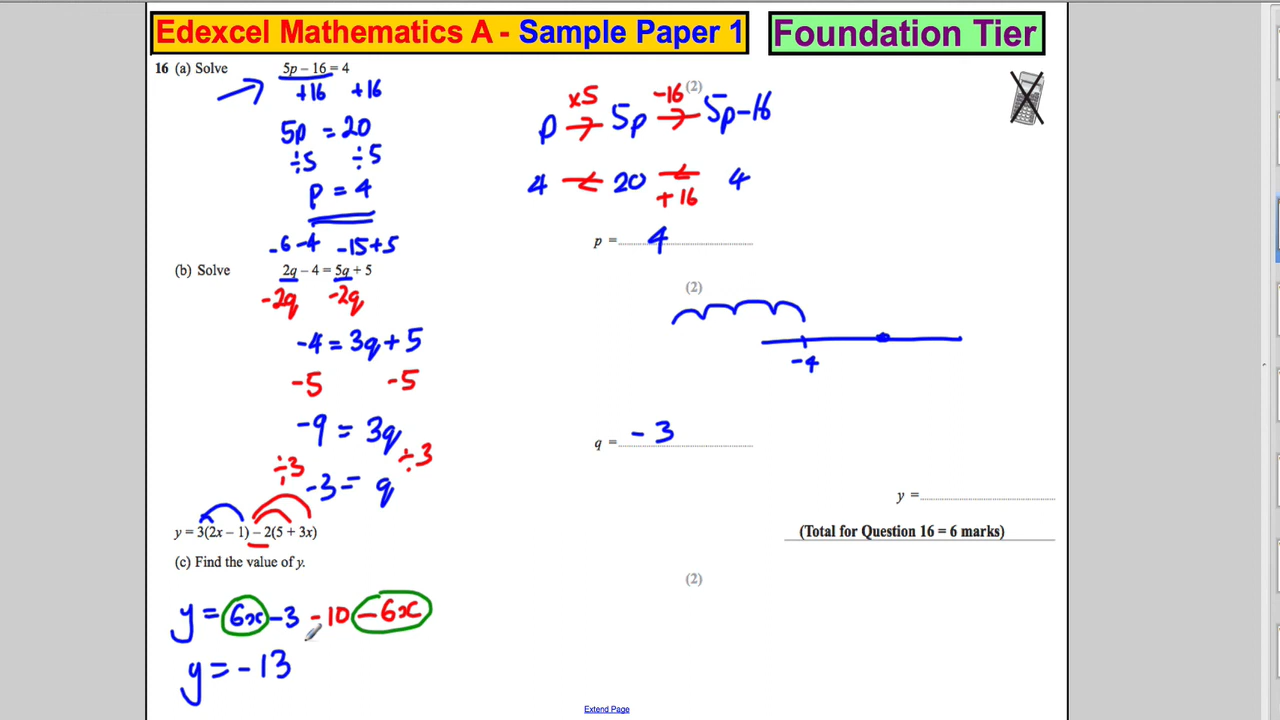 Edexcel Mathematics A - Sample Paper 1
Foundation Tier
16 (a) Solve 5p – 16 = 4
+16 +16
5p = 20
÷5 ÷5
p = 4
(2)
×5 -16
p → 5p → 5p-16
4 ← 20 ← 4
+16
p = 4
-6-4 -15+5
(b) Solve 2q – 4 = 5q + 5
-2q -2q
-4 = 3q + 5
-5 -5
-9 = 3q
÷3 ÷3
-3 = q
(2)
-4
q = -3
y = 3(2x – 1) – 2(5 + 3x)
(c) Find the value of y.
y = 6x -3 -10 -6x
y = -13
y =
(Total for Question 16 = 6 marks)
(2)
Extend Page